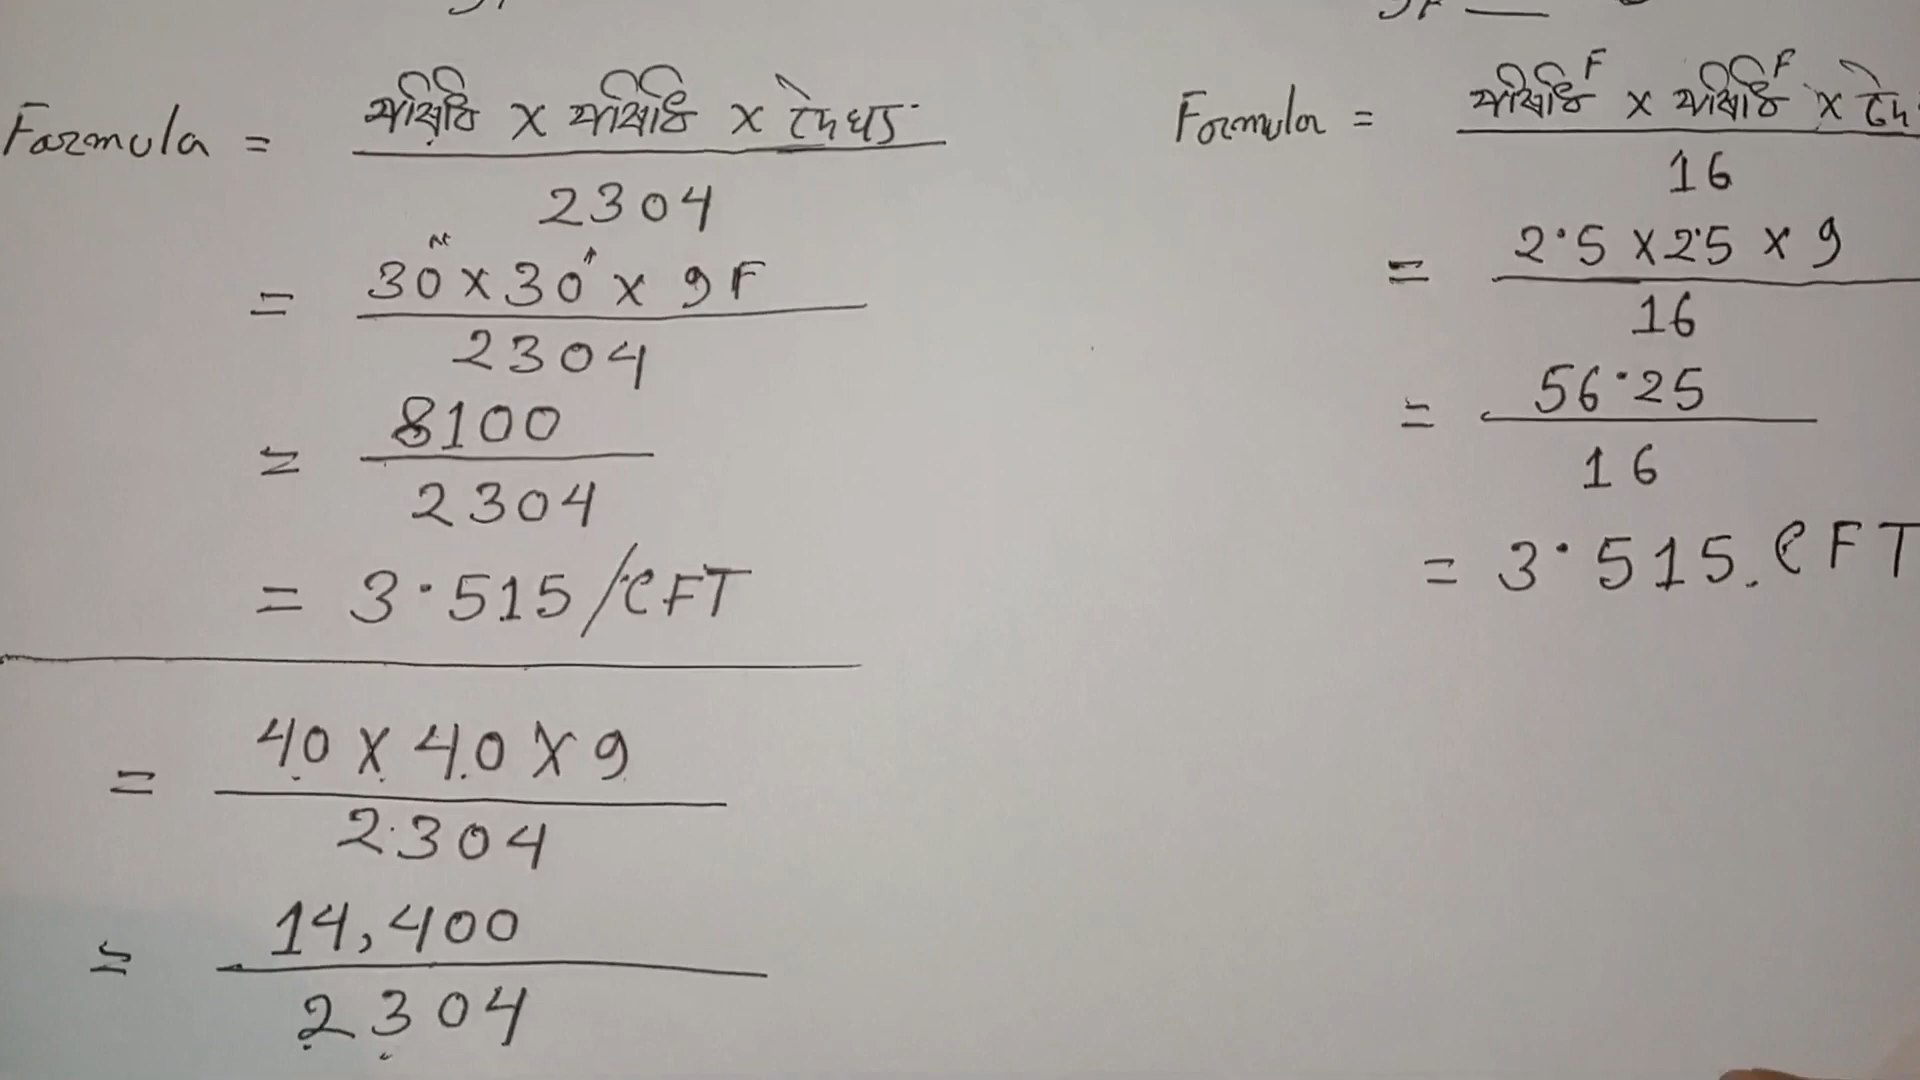 Formula = পরিধি x পরিধি x দৈর্ঘ্য
2304
= 30" x 30" x 9 F
2304
= 8100
2304
= 3.515 /CFT
= 40 x 40 x 9
2304
= 14,400
2304
Formula = পরিধি F x পরিধি F x
16
= 2.5 x 2.5 x 9
16
= 56.25
16
= 3.515. CFT